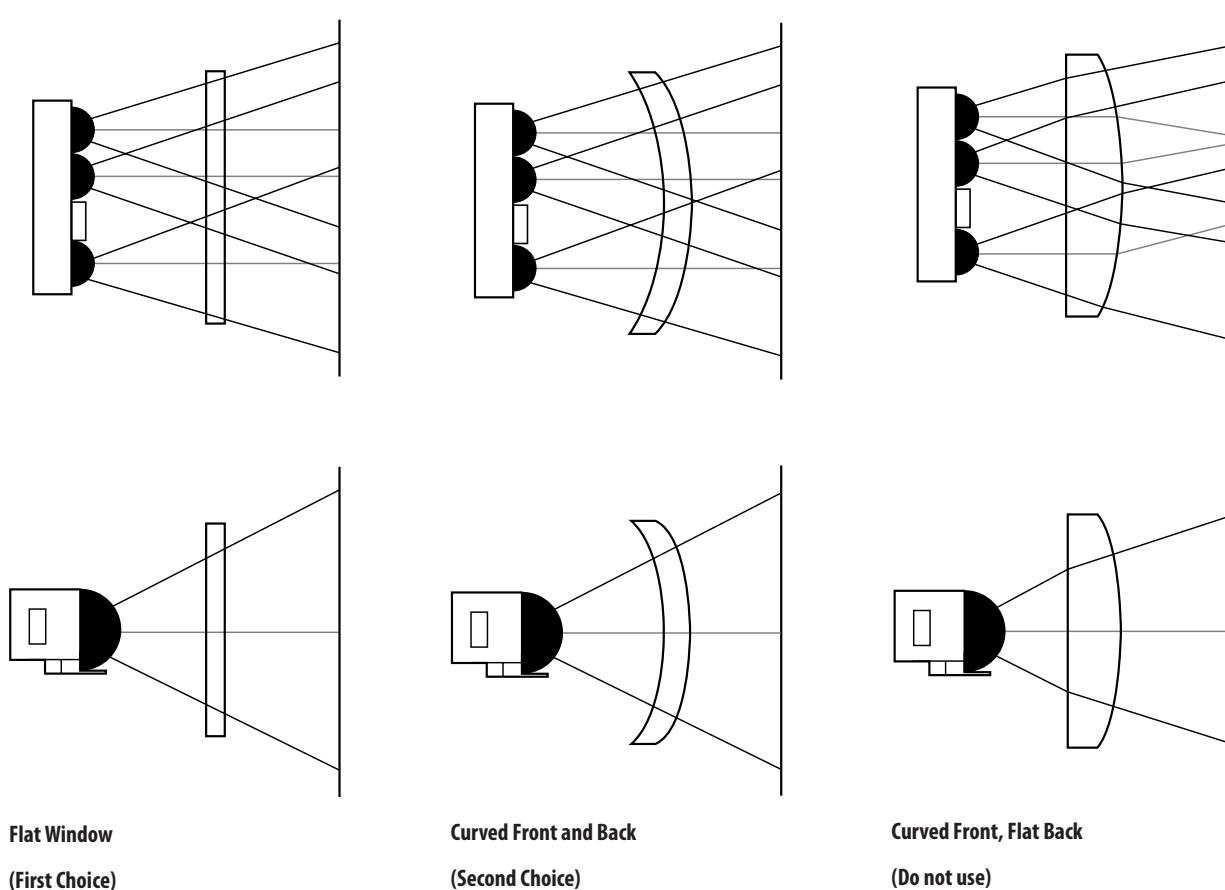 Flat Window
(First Choice)
Curved Front and Back
(Second Choice)
Curved Front, Flat Back
(Do not use)